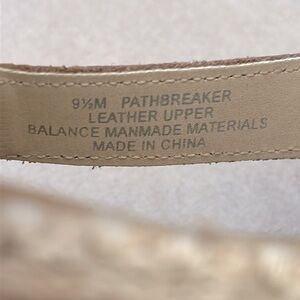 9½M PATHBREAKER
LEATHER UPPER
BALANCE MANMADE MATERIALS
MADE IN CHINA